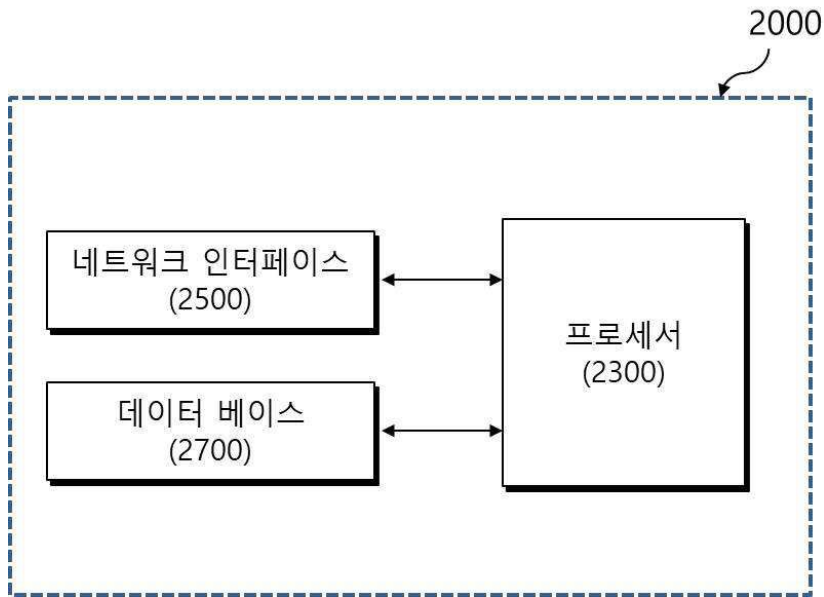 2000
네트워크 인터페이스
(2500)
프로세서
(2300)
데이터 베이스
(2700)